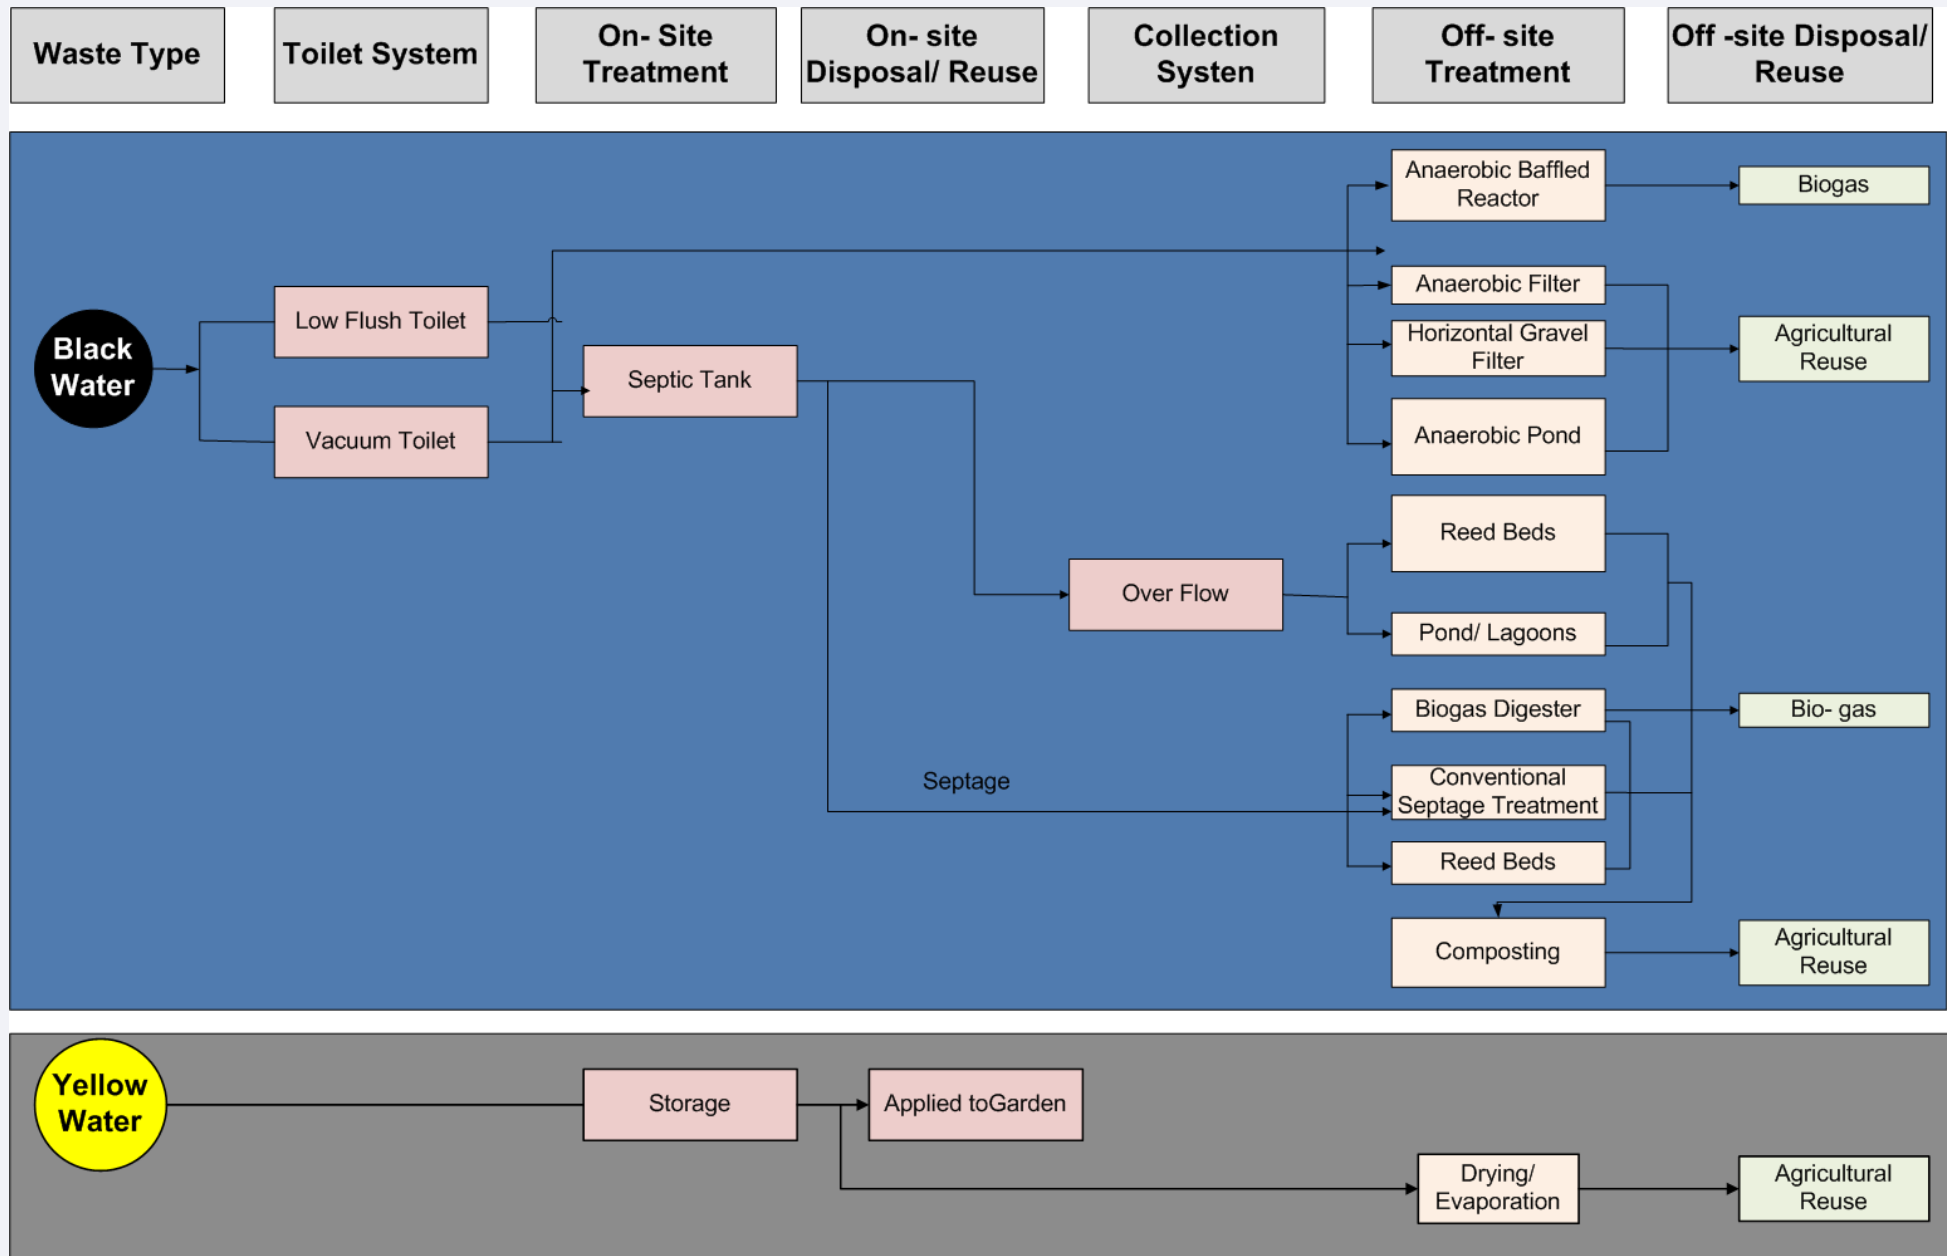 Waste Type
Toilet System
On- Site
Treatment
On- site
Disposal/ Reuse
Collection
Systen
Off- site
Treatment
Off -site Disposal/
Reuse
Black
Water
Low Flush Toilet
Vacuum Toilet
Septic Tank
Over Flow
Septage
Anaerobic Baffled
Reactor
Anaerobic Filter
Horizontal Gravel
Filter
Anaerobic Pond
Reed Beds
Pond/ Lagoons
Biogas Digester
Conventional
Septage Treatment
Reed Beds
Composting
Biogas
Agricultural
Reuse
Bio- gas
Agricultural
Reuse
Yellow
Water
Storage
Applied toGarden
Drying/
Evaporation
Agricultural
Reuse